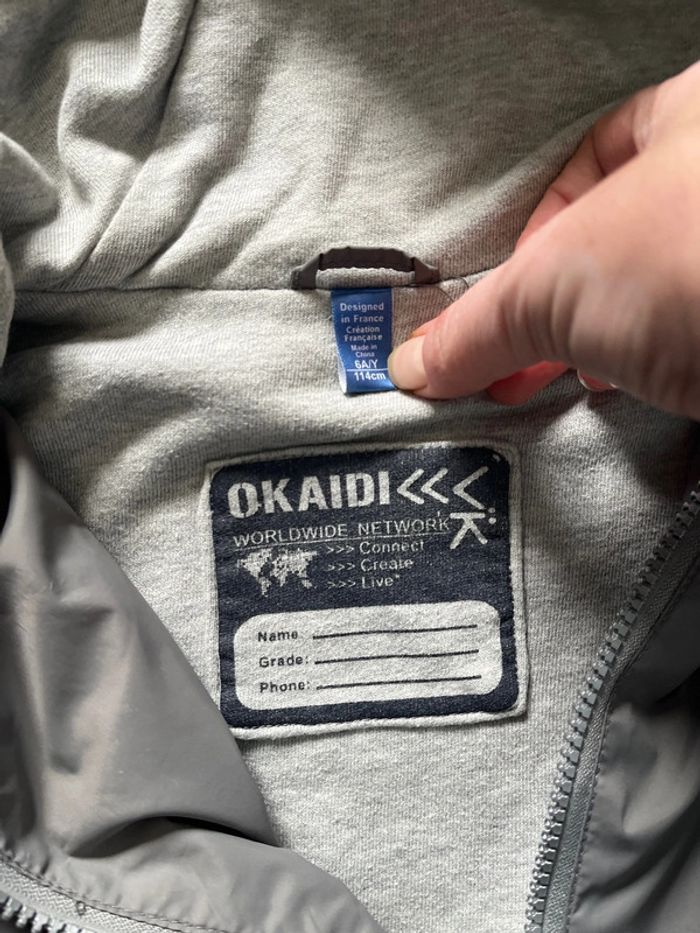 Designed
in France
Création
Française
Made in
China
6A/Y
114cm
OKAIDI
WORLDWIDE NETWORK
>>> Connect
>>> Create
>>> Live*
Name
Grade:
Phone: